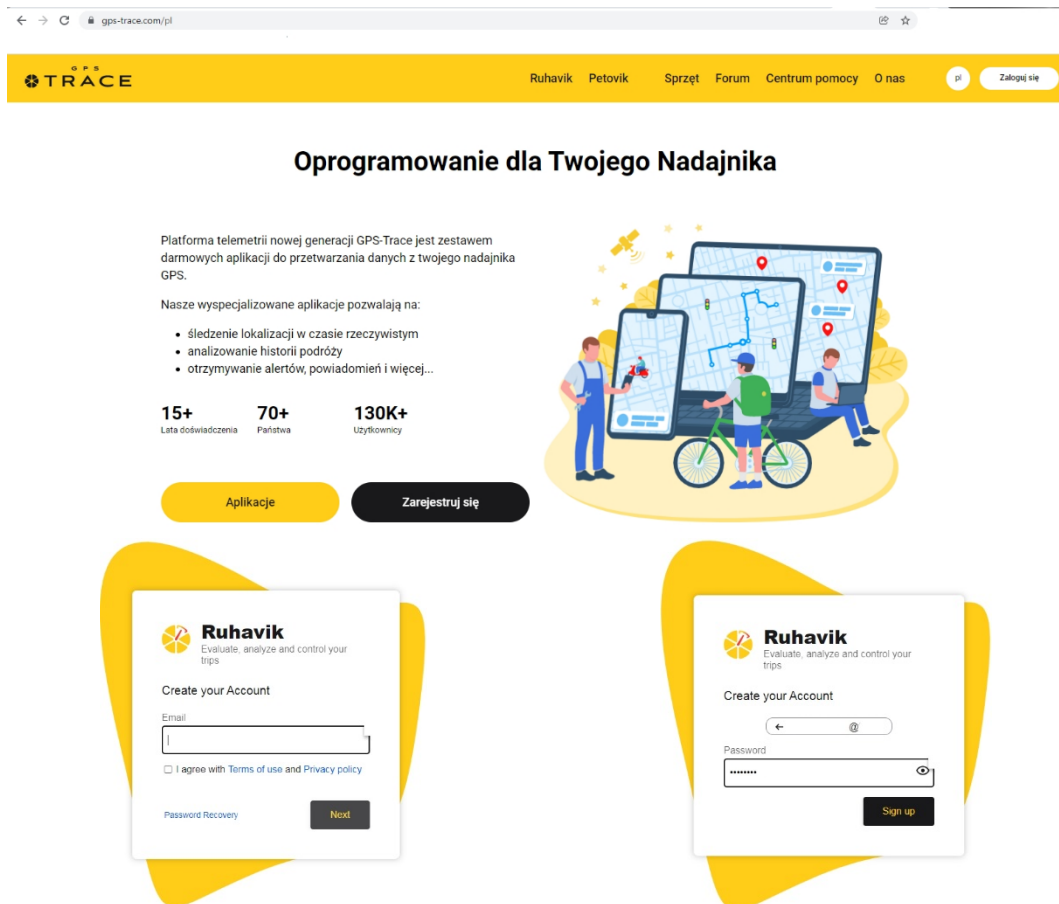 gps-trace.com/pl
GPS
TRACE
Ruhavik Petovik Sprzęt Forum Centrum pomocy O nas pl Zaloguj się
Oprogramowanie dla Twojego Nadajnika
Platforma telemetrii nowej generacji GPS-Trace jest zestawem
darmowych aplikacji do przetwarzania danych z twojego nadajnika
GPS.
Nasze wyspecjalizowane aplikacje pozwalają na:
• śledzenie lokalizacji w czasie rzeczywistym
• analizowanie historii podróży
• otrzymywanie alertów, powiadomień i więcej...
15+ 70+ 130K+
Lata doświadczenia Państwa Użytkownicy
Aplikacje Zarejestruj się
Ruhavik
Evaluate, analyze and control your
trips
Create your Account
Email
I agree with Terms of use and Privacy policy
Password Recovery Next
Ruhavik
Evaluate, analyze and control your
trips
Create your Account
@
Password
••••••••
Sign up